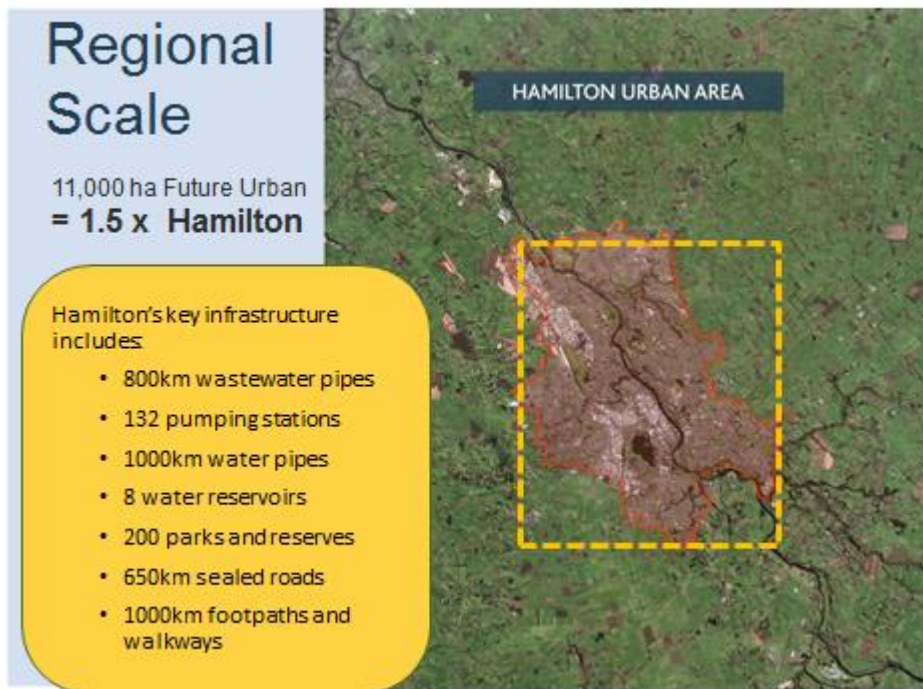 Regional
Scale
11,000 ha Future Urban
= 1.5 x Hamilton
HAMILTON URBAN AREA
Hamilton's key infrastructure
includes:
• 800km wastewater pipes
• 132 pumping stations
• 1000km water pipes
• 8 water reservoirs
• 200 parks and reserves
• 650km sealed roads
• 1000km footpaths and
walkways